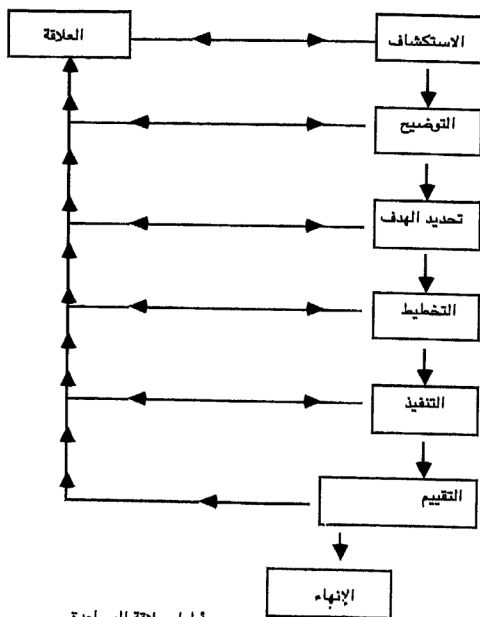 العلاقة
الاستكشاف
التوضيح
تحديد الهدف
التخطيط
التنفيذ
التقييم
الإنهاء